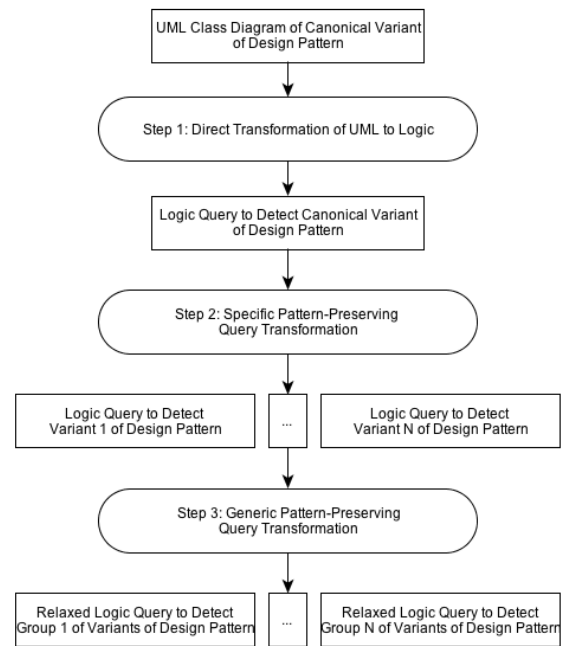 UML Class Diagram of Canonical Variant
of Design Pattern
Step 1: Direct Transformation of UML to Logic
Logic Query to Detect Canonical Variant
of Design Pattern
Step 2: Specific Pattern-Preserving
Query Transformation
Logic Query to Detect
Variant 1 of Design Pattern
...
Logic Query to Detect
Variant N of Design Pattern
Step 3: Generic Pattern-Preserving
Query Transformation
Relaxed Logic Query to Detect
Group 1 of Variants of Design Pattern
...
Relaxed Logic Query to Detect
Group N of Variants of Design Pattern